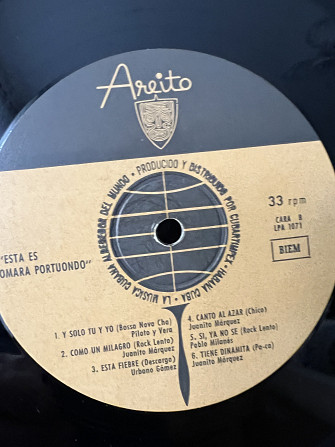 Areito
LA MUSICA CUBANA ALREDEDOR DEL MUNDO • PRODUCIDO Y DISTRIBUIDO POR CUBARTIMPEX • HABANA CUBA •
"ESTA ES
OMARA PORTUONDO"
33 rpm
CARA B
LPA 1071
BIEM
1. Y SOLO TU Y YO (Bossa Nova Cha)
Piloto y Vera
2. COMO UN MILAGRO (Rock Lento)
Juanito Márquez
3. ESTA FIEBRE (Descarga)
Urbano Gómez
4. CANTO AL AZAR (Chico)
Juanito Márquez
5. SI, YA NO SE (Rock Lento)
Pablo Milanés
6. TIENE DINAMITA (Pa-ca)
Juanito Márquez